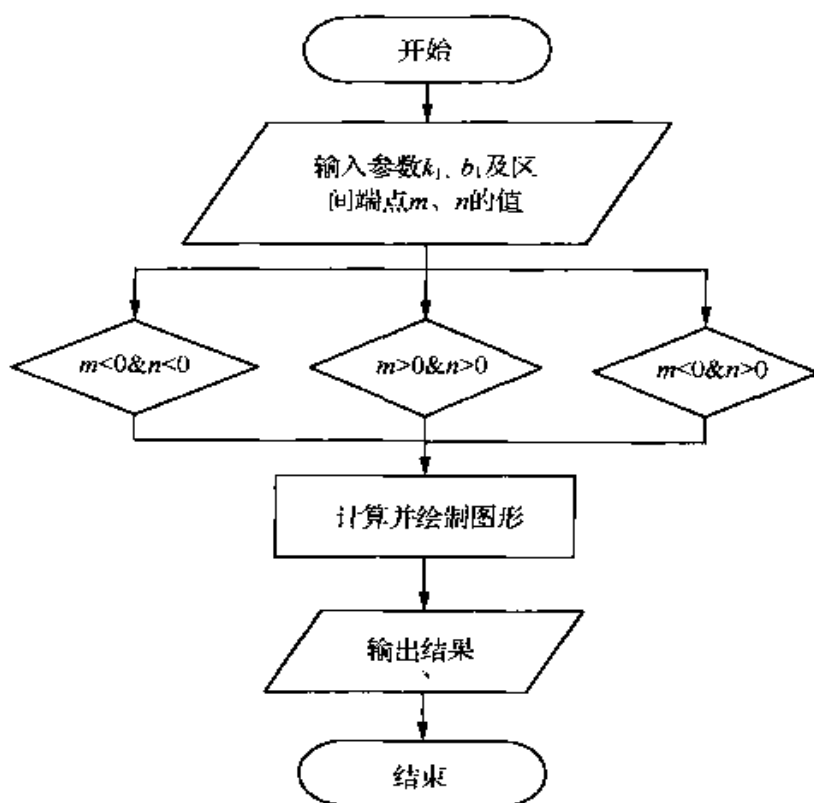 开始
输入参数k₁、b₁及区
间端点m、n的值
m<0&n<0
m>0&n>0
m<0&n>0
计算并绘制图形
输出结果
结束